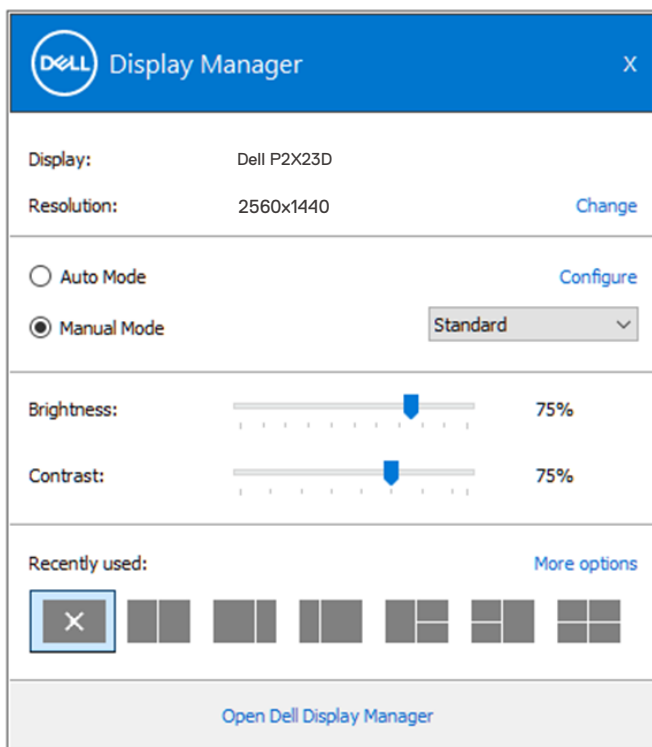 DELL Display Manager X
Display: Dell P2X23D
Resolution: 2560x1440 Change
Auto Mode Configure
Manual Mode Standard
Brightness: 75%
Contrast: 75%
Recently used: More options
Open Dell Display Manager